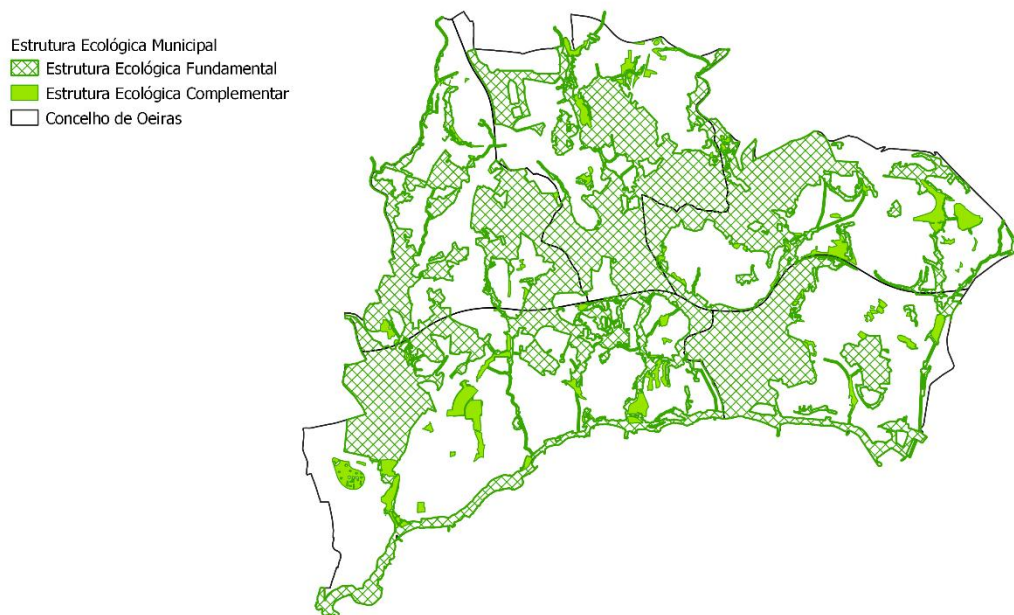 Estrutura Ecológica Municipal
Estrutura Ecológica Fundamental
Estrutura Ecológica Complementar
Concelho de Oeiras